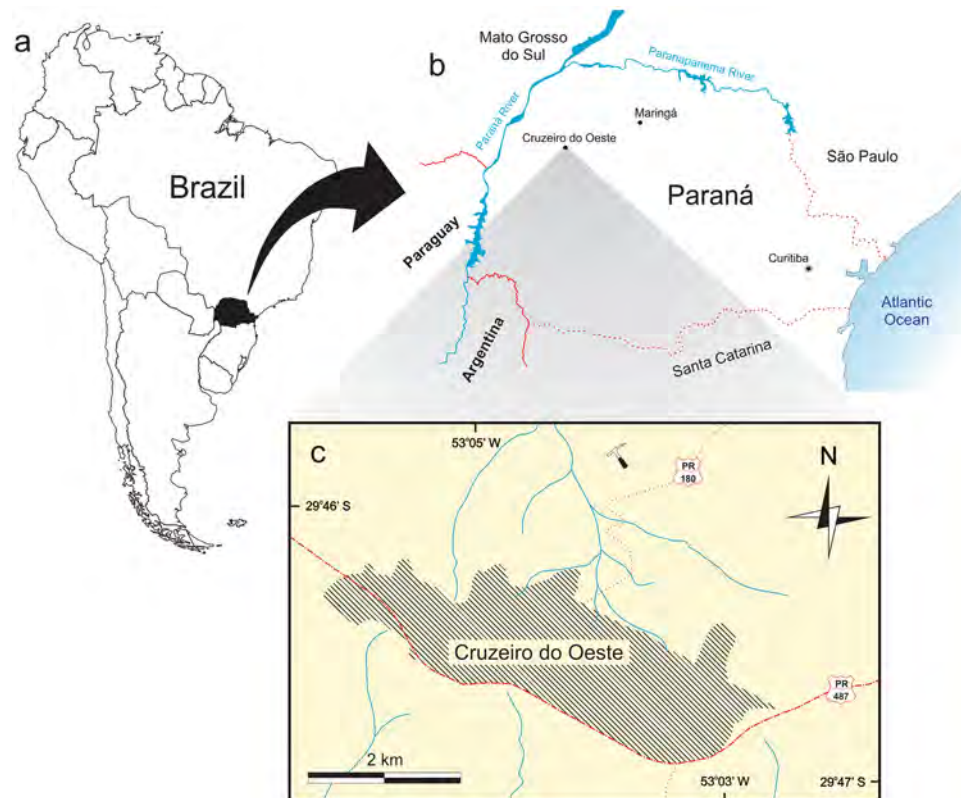 a
Brazil
b
Mato Grosso
do Sul
Paranapanema River
Paraná River
Maringá
Cruzeiro do Oeste
São Paulo
Paraná
Paraguay
Curitiba
Atlantic
Ocean
Argentina
Santa Catarina
C
53°05' W
PR
180
N
29°46' S
Cruzeiro do Oeste
PR
487
2 km
53°03' W
29°47' S